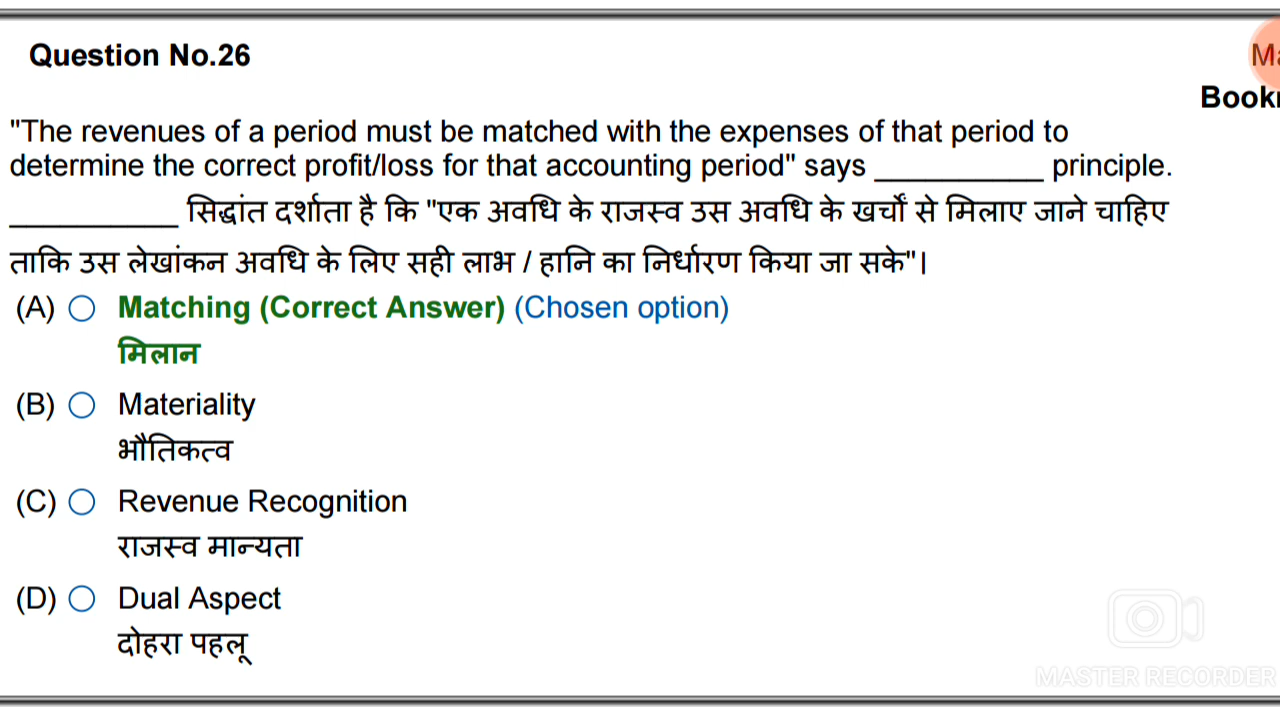 Question No.26
"The revenues of a period must be matched with the expenses of that period to
determine the correct profit/loss for that accounting period" says __________ principle.
__________ सिद्धांत दर्शाता है कि "एक अवधि के राजस्व उस अवधि के खर्चों से मिलाए जाने चाहिए
ताकि उस लेखांकन अवधि के लिए सही लाभ / हानि का निर्धारण किया जा सके"।
(A) Matching (Correct Answer) (Chosen option)
मिलान
(B) Materiality
भौतिकत्व
(C) Revenue Recognition
राजस्व मान्यता
(D) Dual Aspect
दोहरा पहलू
MASTER RECORDER